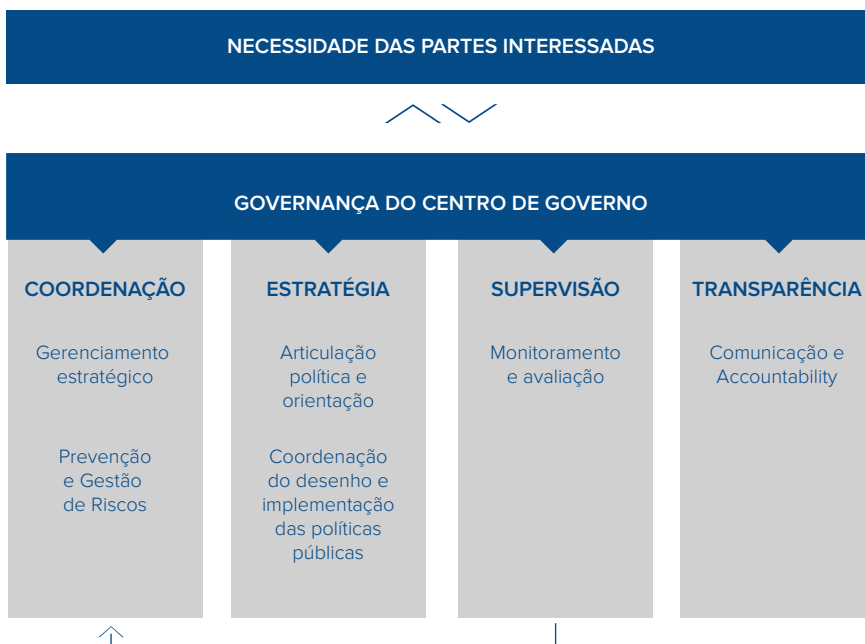 NECESSIDADE DAS PARTES INTERESSADAS
GOVERNANÇA DO CENTRO DE GOVERNO
COORDENAÇÃO
Gerenciamento
estratégico
Prevenção
e Gestão
de Riscos
ESTRATÉGIA
Articulação
política e
orientação
Coordenação
do desenho e
implementação
das políticas
públicas
SUPERVISÃO
Monitoramento
e avaliação
TRANSPARÊNCIA
Comunicação e
Accountability